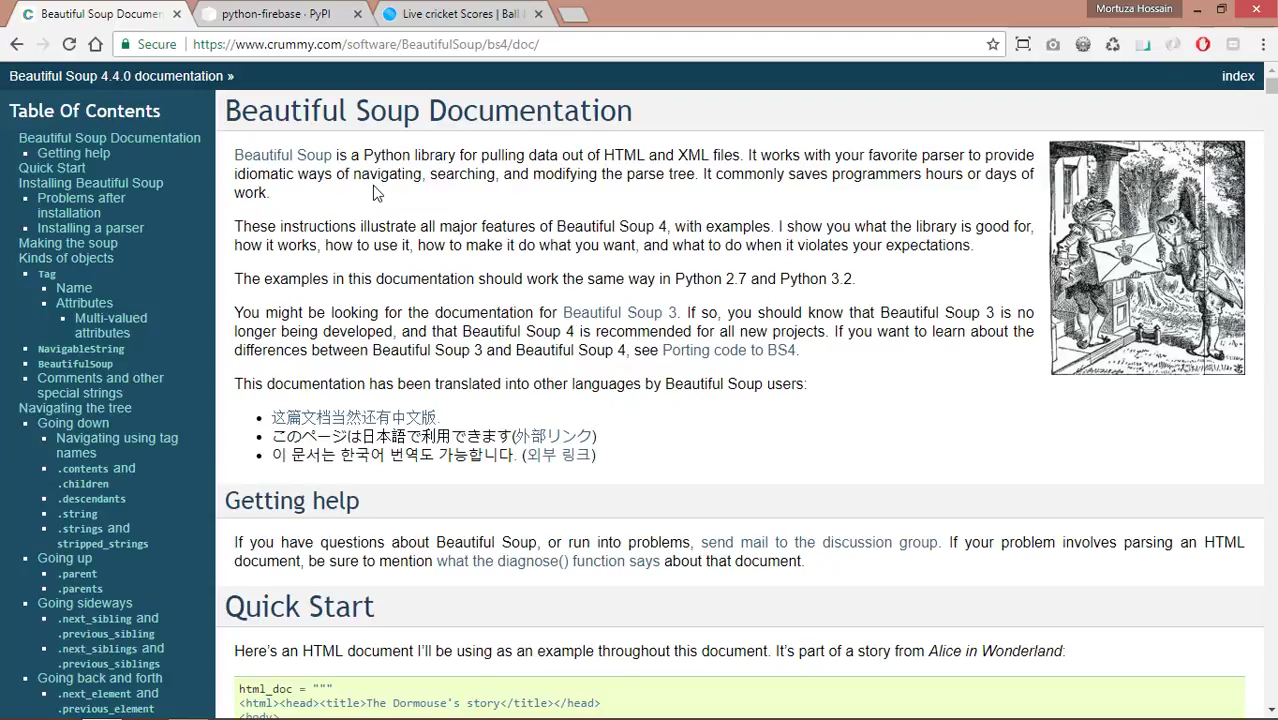 Beautiful Soup Documen
python-firebase · PyPI
Live cricket Scores | Ball
Mortuza Hossain
Secure
https://www.crummy.com/software/BeautifulSoup/bs4/doc/
Beautiful Soup 4.4.0 documentation »
index
Table Of Contents
Beautiful Soup Documentation
Getting help
Quick Start
Installing Beautiful Soup
Problems after
installation
Installing a parser
Making the soup
Kinds of objects
Tag
Name
Attributes
Multi-valued
attributes
NavigableString
BeautifulSoup
Comments and other
special strings
Navigating the tree
Going down
Navigating using tag
names
.contents and
.children
.descendants
.string
.strings and
stripped_strings
Going up
.parent
.parents
Going sideways
.next_sibling and
.previous_sibling
.next_siblings and
.previous_siblings
Going back and forth
.next_element and
.previous_element
Beautiful Soup Documentation
Beautiful Soup is a Python library for pulling data out of HTML and XML files. It works with your favorite parser to provide
idiomatic ways of navigating, searching, and modifying the parse tree. It commonly saves programmers hours or days of
work.
These instructions illustrate all major features of Beautiful Soup 4, with examples. I show you what the library is good for,
how it works, how to use it, how to make it do what you want, and what to do when it violates your expectations.
The examples in this documentation should work the same way in Python 2.7 and Python 3.2.
You might be looking for the documentation for Beautiful Soup 3. If so, you should know that Beautiful Soup 3 is no
longer being developed, and that Beautiful Soup 4 is recommended for all new projects. If you want to learn about the
differences between Beautiful Soup 3 and Beautiful Soup 4, see Porting code to BS4.
This documentation has been translated into other languages by Beautiful Soup users:
这篇文档当然还有中文版.
このページは日本語で利用できます(外部リンク)
이 문서는 한국어 번역도 가능합니다. (외부 링크)
Getting help
If you have questions about Beautiful Soup, or run into problems, send mail to the discussion group. If your problem involves parsing an HTML
document, be sure to mention what the diagnose() function says about that document.
Quick Start
Here's an HTML document I'll be using as an example throughout this document. It's part of a story from Alice in Wonderland:
html_doc = """
<html><head><title>The Dormouse's story</title></head>
<body>